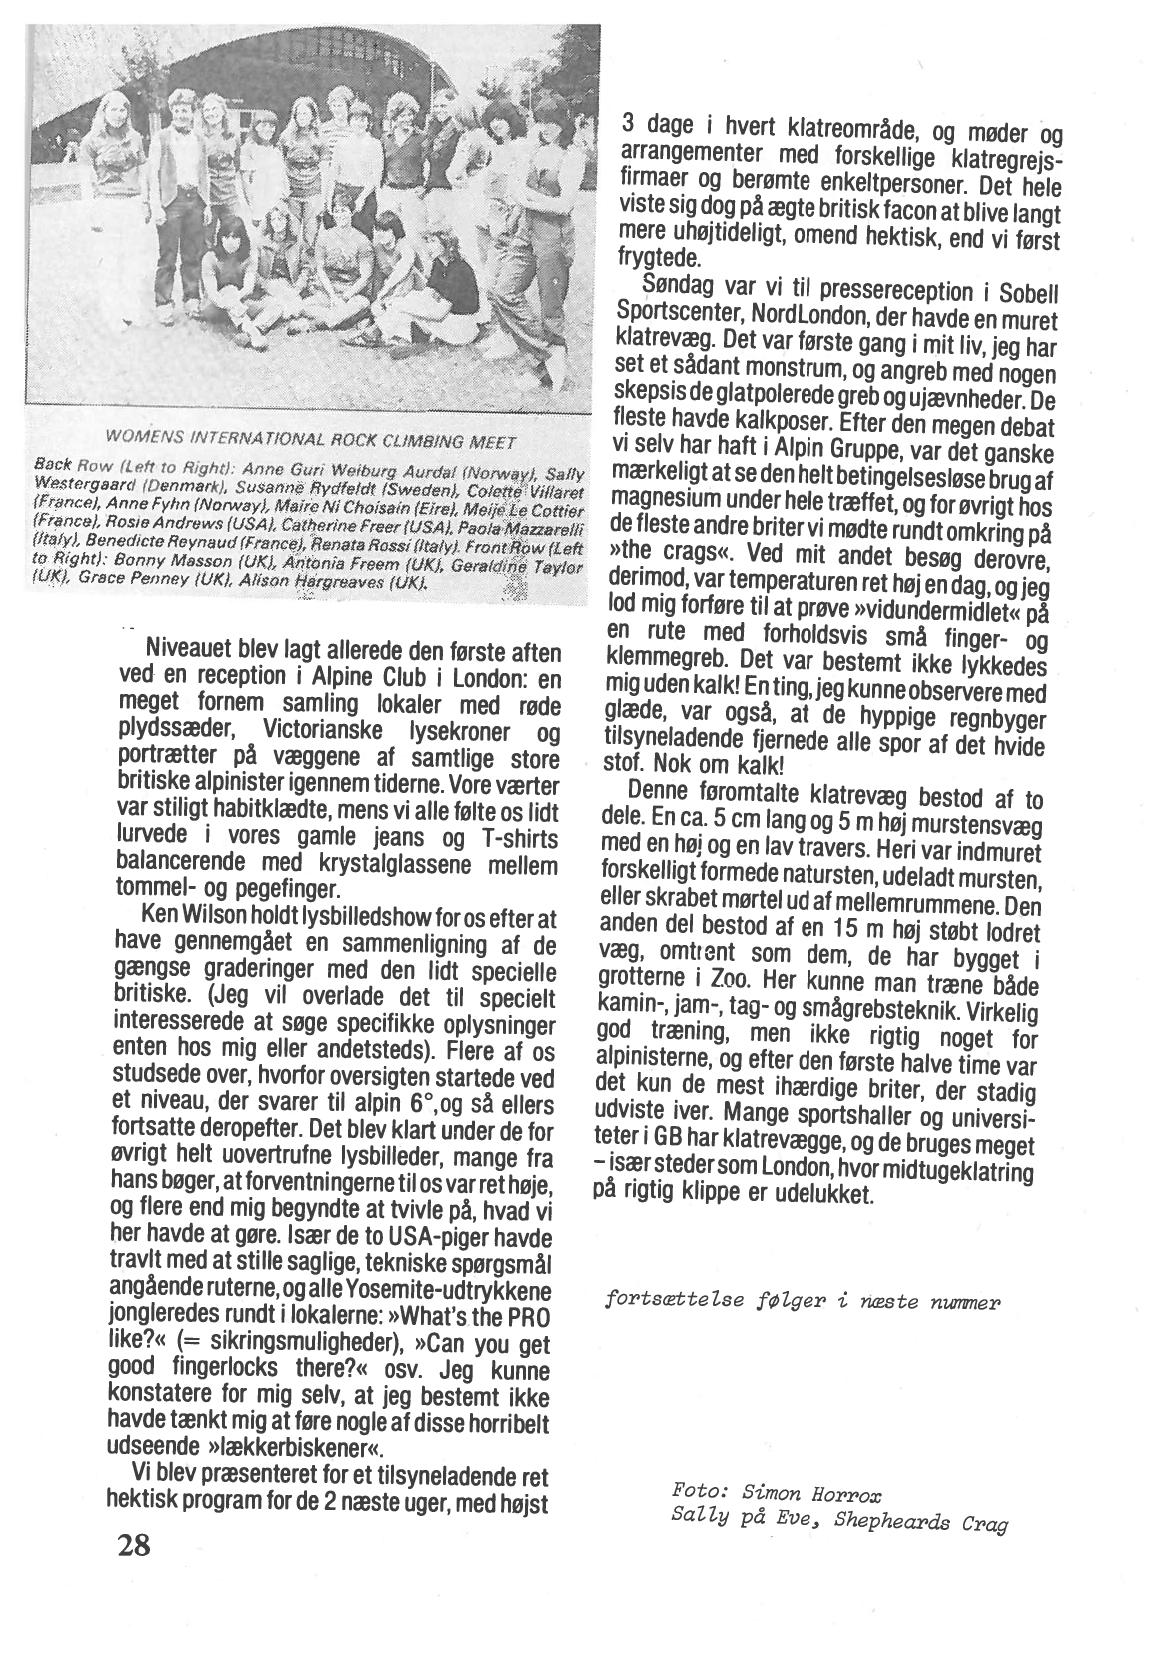 WOMENS INTERNATIONAL ROCK CLIMBING MEET
Back Row (Left to Right): Anne Guri Weiburg Aurdal (Norway), Sally
Westergaard (Denmark), Susanne Rydfeldt (Sweden), Colette Villaret
(France), Anne Fyhn (Norway), Maire Ni Choisain (Eire), Meije Le Cottier
(France), Rosie Andrews (USA), Catherine Freer (USA), Paola Mazzarelli
(Italy), Benedicte Reynaud (France), Renata Rossi (Italy). Front Row (Left
to Right): Bonny Masson (UK), Antonia Freem (UK), Geraldine Taylor
(UK), Grace Penney (UK), Alison Hargreaves (UK).
Niveauet blev lagt allerede den første aften
ved en reception i Alpine Club i London: en
meget fornem samling lokaler med røde
plydssæder, Victorianske lysekroner og
portrætter på væggene af samtlige store
britiske alpinister igennem tiderne. Vore værter
var stiligt habitklædte, mens vi alle følte os lidt
lurvede i vores gamle jeans og T-shirts
balancerende med krystalglassene mellem
tommel- og pegefinger.
Ken Wilson holdt lysbilledshow for os efter at
have gennemgået en sammenligning af de
gængse graderinger med den lidt specielle
britiske. (Jeg vil overlade det til specielt
interesserede at søge specifikke oplysninger
enten hos mig eller andetsteds). Flere af os
studsede over, hvorfor oversigten startede ved
et niveau, der svarer til alpin 6°,og så ellers
fortsatte deropefter. Det blev klart under de for
øvrigt helt uovertrufne lysbilleder, mange fra
hans bøger, at forventningerne til os var ret høje,
og flere end mig begyndte at tvivle på, hvad vi
her havde at gøre. Især de to USA-piger havde
travlt med at stille saglige, tekniske spørgsmål
angående ruterne, og alle Yosemite-udtrykkene
jongleredes rundt i lokalerne: »What's the PRO
like?« (= sikringsmuligheder), »Can you get
good fingerlocks there?« osv. Jeg kunne
konstatere for mig selv, at jeg bestemt ikke
havde tænkt mig at føre nogle af disse horribelt
udseende »lækkerbiskener«.
Vi blev præsenteret for et tilsyneladende ret
hektisk program for de 2 næste uger, med højst
28
3 dage i hvert klatreområde, og møder og
arrangementer med forskellige klatregrejs-
firmaer og berømte enkeltpersoner. Det hele
viste sig dog på ægte britisk facon at blive langt
mere uhøjtideligt, omend hektisk, end vi først
frygtede.
Søndag var vi til pressereception i Sobell
Sportscenter, NordLondon, der havde en muret
klatrevæg. Det var første gang i mit liv, jeg har
set et sådant monstrum, og angreb med nogen
skepsis de glatpolerede greb og ujævnheder. De
fleste havde kalkposer. Efter den megen debat
vi selv har haft i Alpin Gruppe, var det ganske
mærkeligt at se den helt betingelsesløse brug af
magnesium under hele træffet, og for øvrigt hos
de fleste andre briter vi mødte rundt omkring på
»the crags«. Ved mit andet besøg derovre,
derimod, var temperaturen ret høj en dag, og jeg
lod mig forføre til at prøve »vidundermidlet« på
en rute med forholdsvis små finger- og
klemmegreb. Det var bestemt ikke lykkedes
mig uden kalk! En ting, jeg kunne observere med
glæde, var også, at de hyppige regnbyger
tilsyneladende fjernede alle spor af det hvide
stof. Nok om kalk!
Denne føromtalte klatrevæg bestod af to
dele. En ca. 5 cm lang og 5 m høj murstensvæg
med en høj og en lav travers. Heri var indmuret
forskelligt formede natursten, udeladt mursten,
eller skrabet mørtel ud af mellemrummene. Den
anden del bestod af en 15 m høj støbt lodret
væg, omtrent som dem, de har bygget i
grotterne i Zoo. Her kunne man træne både
kamin-, jam-, tag- og smågrebsteknik. Virkelig
god træning, men ikke rigtig noget for
alpinisterne, og efter den første halve time var
det kun de mest ihærdige briter, der stadig
udviste iver. Mange sportshaller og universi-
teter i GB har klatrevægge, og de bruges meget
– især steder som London, hvor midtugeklatring
på rigtig klippe er udelukket.
fortsættelse følger i næste nummer
Foto: Simon Horrox
Sally på Eve, Shepheards Crag